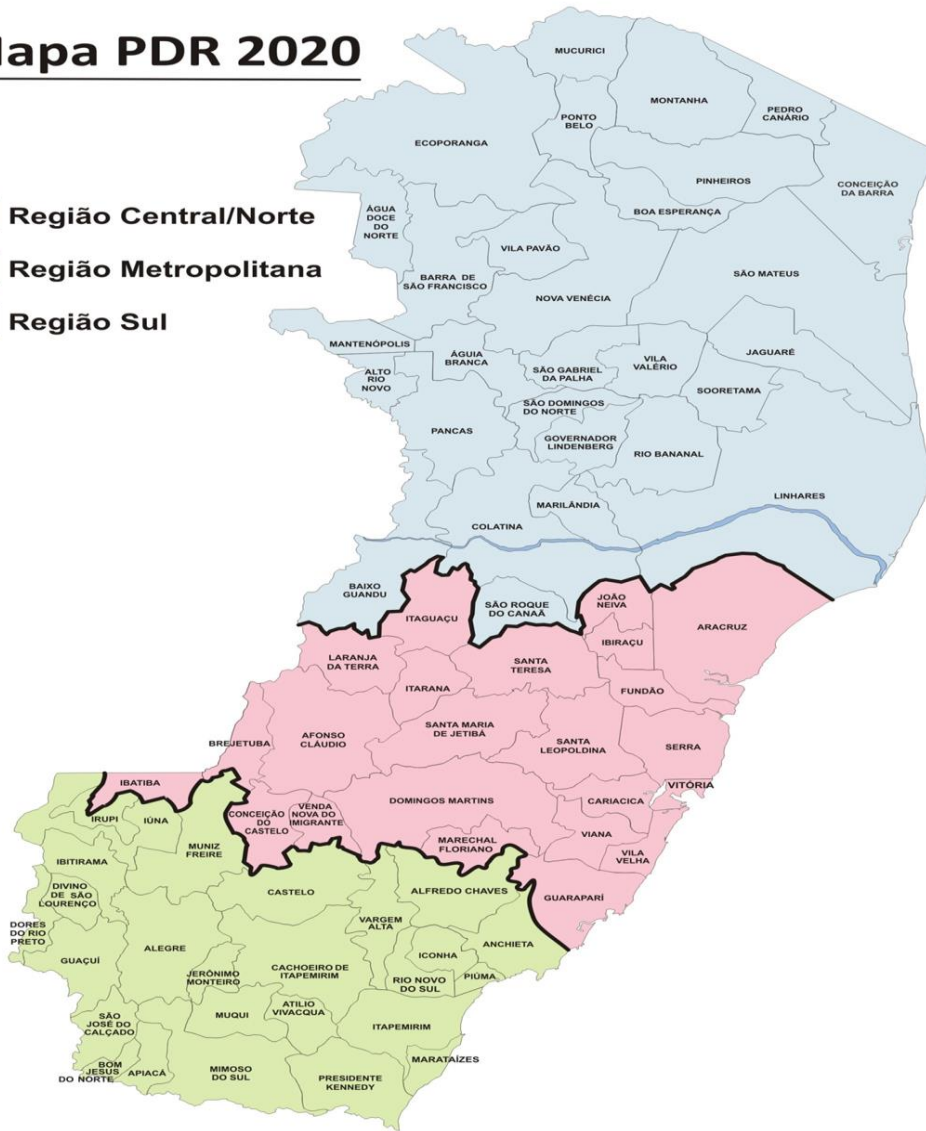 lapa PDR 2020
Região Central/Norte
Região Metropolitana
Região Sul
MUCURICI
MONTANHA
PEDRO
CANÁRIO
PONTO
BELO
ECOPORANGA
PINHEIROS
CONCEIÇÃO
DA BARRA
ÁGUA
DOCE
DO
NORTE
BOA ESPERANÇA
VILA PAVÃO
BARRA DE
SÃO FRANCISCO
SÃO MATEUS
NOVA VENÉCIA
MANTENÓPOLIS
ÁGUIA
BRANCA
JAGUARÉ
ALTO
RIO
NOVO
SÃO GABRIEL
DA PALHA
VILA
VALÉRIO
SOORETAMA
SÃO DOMINGOS
DO NORTE
PANCAS
GOVERNADOR
LINDENBERG
RIO BANANAL
LINHARES
MARILÂNDIA
COLATINA
BAIXO
GUANDU
SÃO ROQUE
DO CANAÃ
JOÃO
NEIVA
ITAGUAÇU
ARACRUZ
IBIRAÇU
LARANJA
DA TERRA
SANTA
TERESA
ITARANA
FUNDÃO
BREJETUBA
AFONSO
CLÁUDIO
SANTA MARIA
DE JETIBÁ
SANTA
LEOPOLDINA
SERRA
IBATIBA
VITÓRIA
DOMINGOS MARTINS
CARIACICA
CONCEIÇÃO
DO
CASTELO
VENDA
NOVA DO
IMIGRANTE
IRUPI
IÚNA
VIANA
MARECHAL
FLORIANO
MUNIZ
FREIRE
VILA
VELHA
IBITIRAMA
DIVINO
DE SÃO
LOURENÇO
CASTELO
ALFREDO CHAVES
GUARAPARÍ
DORES
DO RIO
PRETO
VARGEM
ALTA
ALEGRE
ANCHIETA
GUAÇUÍ
ICONHA
JERÔNIMO
MONTEIRO
CACHOEIRO DE
ITAPEMIRIM
RIO NOVO
DO SUL
PIÚMA
SÃO
JOSÉ DO
CALÇADO
MUQUI
ATILIO
VIVACQUA
ITAPEMIRIM
BOM
JESUS
DO NORTE
APIACÁ
MIMOSO
DO SUL
PRESIDENTE
KENNEDY
MARATAÍZES